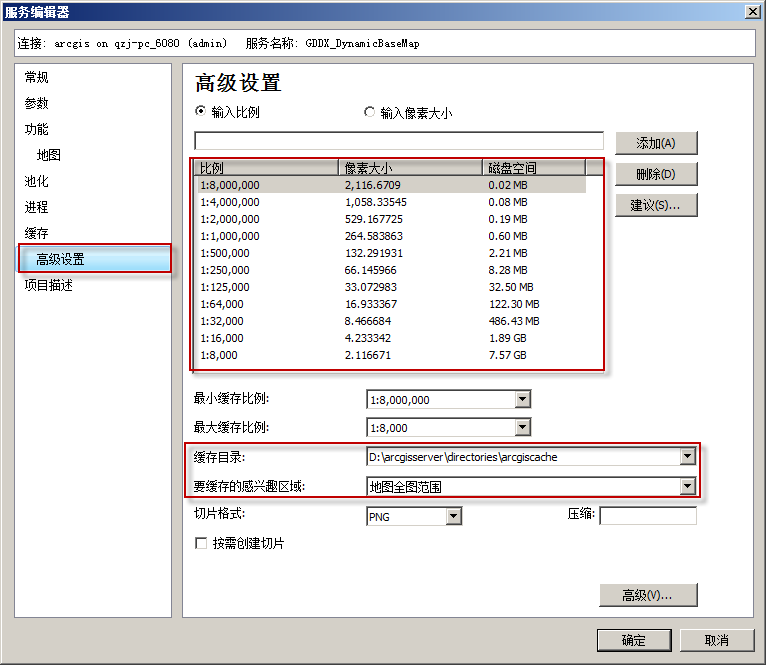 服务编辑器
连接: arcgis on qzj-pc_6080 (admin) 服务名称: GDDX_DynamicBaseMap
常规
参数
功能
地图
池化
进程
缓存
高级设置
项目描述
高级设置
输入比例 输入像素大小
添加(A)
删除(D)
建议(S)...
比例 像素大小 磁盘空间
1:8,000,000 2,116.6709 0.02 MB
1:4,000,000 1,058.33545 0.08 MB
1:2,000,000 529.167725 0.19 MB
1:1,000,000 264.583863 0.60 MB
1:500,000 132.291931 2.21 MB
1:250,000 66.145966 8.28 MB
1:125,000 33.072983 32.50 MB
1:64,000 16.933367 122.30 MB
1:32,000 8.466684 486.43 MB
1:16,000 4.233342 1.89 GB
1:8,000 2.116671 7.57 GB
最小缓存比例: 1:8,000,000
最大缓存比例: 1:8,000
缓存目录: D:\arcgisserver\directories\arcgiscache
要缓存的感兴趣区域: 地图全图范围
切片格式: PNG 压缩:
按需创建切片
高级(V)...
确定 取消